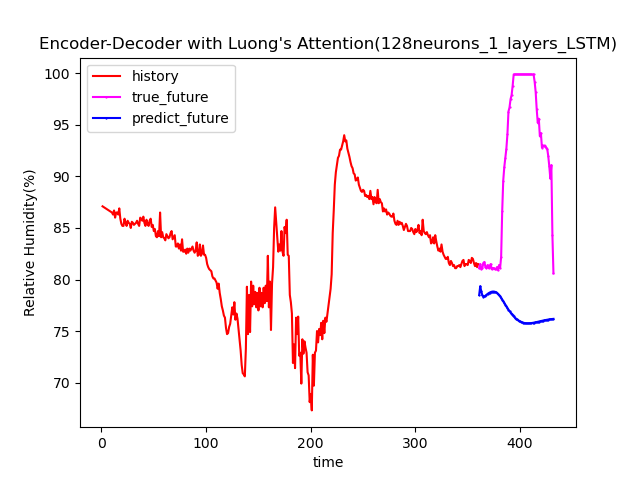 Encoder-Decoder with Luong's Attention(128neurons_1_layers_LSTM)
history
true_future
predict_future
100
95
90
85
80
75
70
Relative Humidity(%)
0 100 200 300 400
time